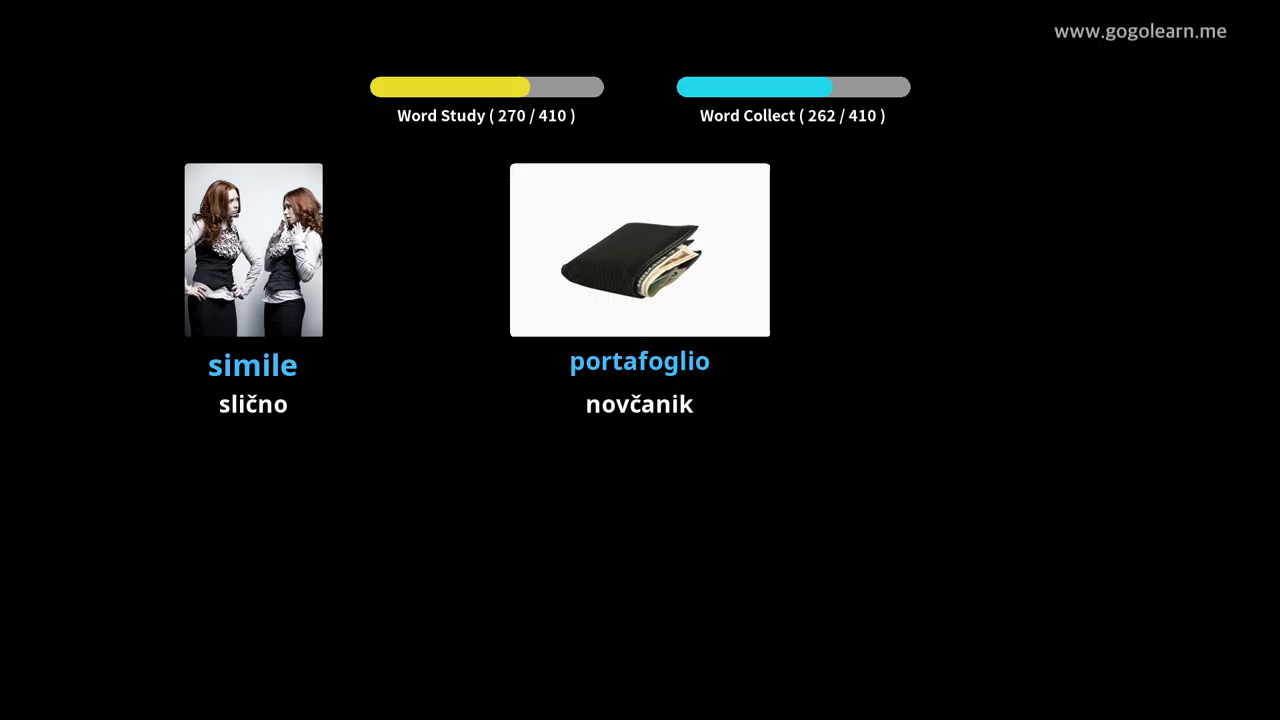 www.gogolearn.me
Word Study ( 270 / 410 )
Word Collect ( 262 / 410 )
simile
slično
portafoglio
novčanik